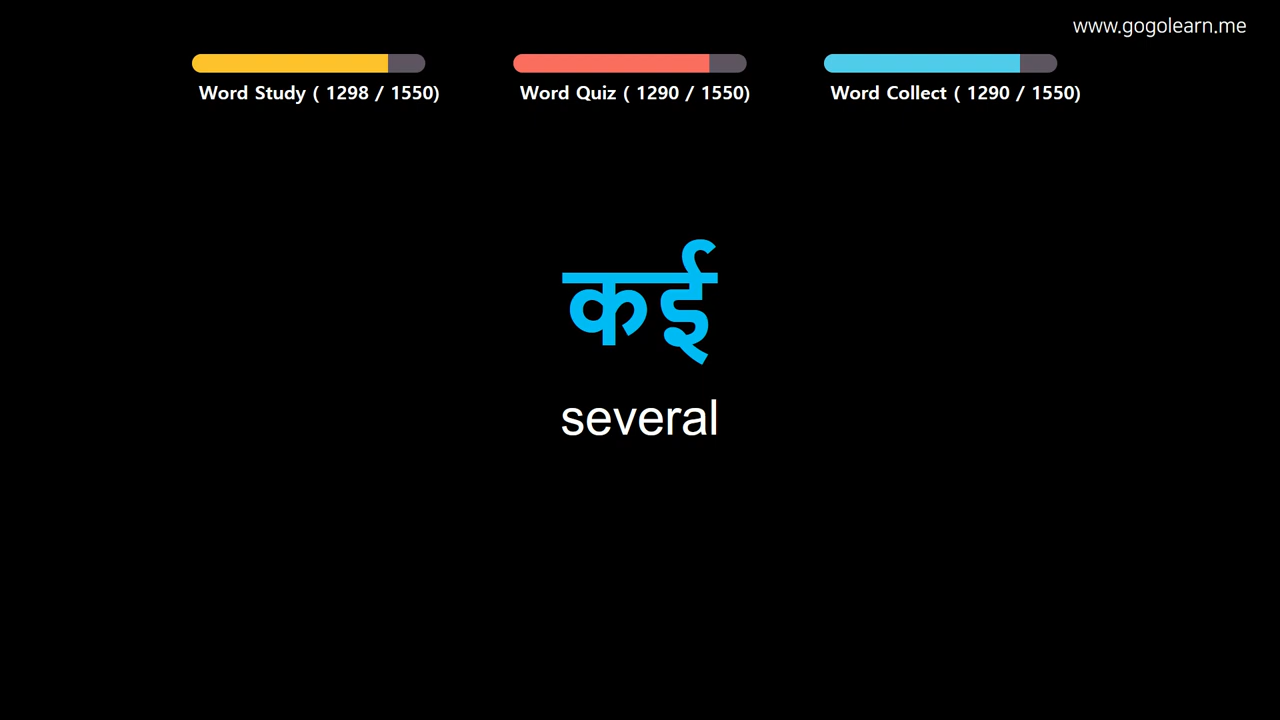 www.gogolearn.me
Word Study ( 1298 / 1550)
Word Quiz ( 1290 / 1550)
Word Collect ( 1290 / 1550)
कई
several